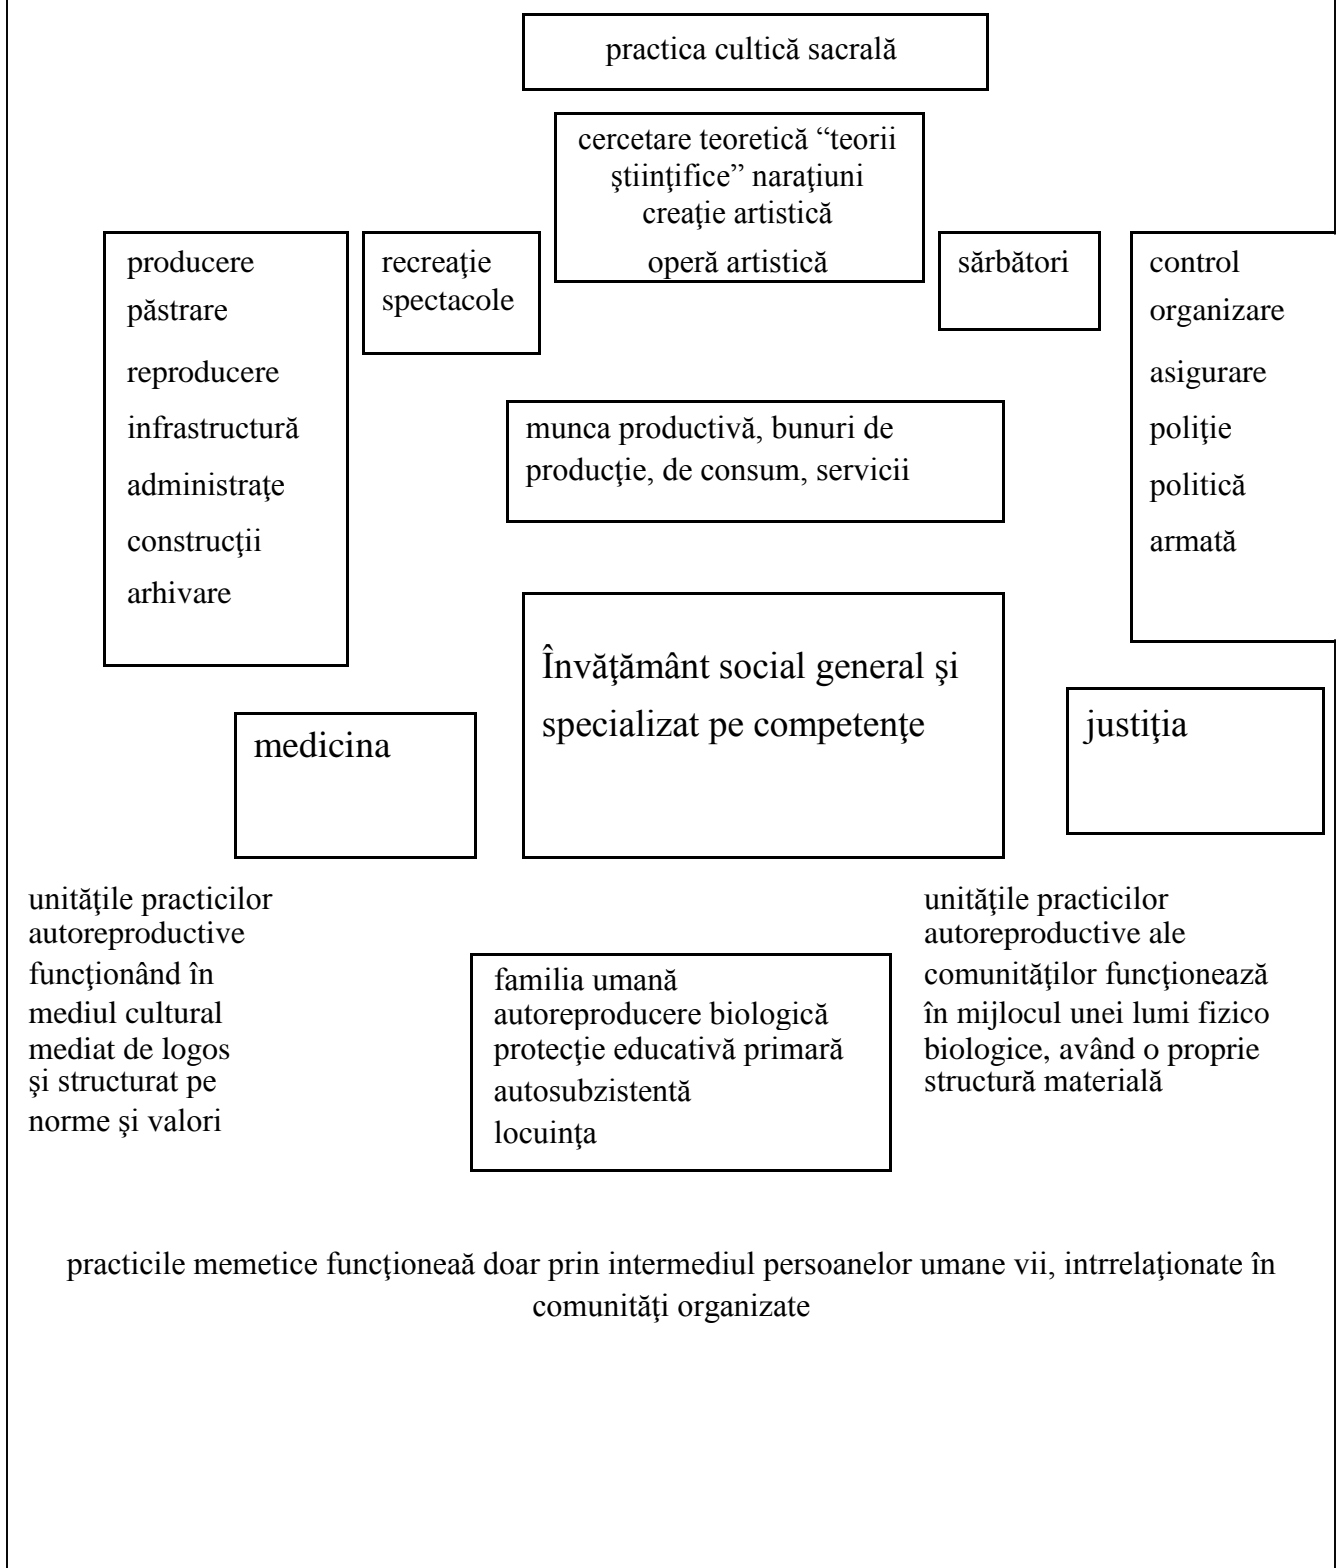 practica cultică sacrală
cercetare teoretică “teorii
ştiinţifice” naraţiuni
creaţie artistică
operă artistică
producere
păstrare
reproducere
infrastructură
administraţe
construcţii
arhivare
recreaţie
spectacole
sărbători
control
organizare
asigurare
poliţie
politică
armată
munca productivă, bunuri de
producţie, de consum, servicii
Învăţământ social general şi
specializat pe competenţe
medicina
justiţia
unităţile practicilor
autoreproductive
funcţionând în
mediul cultural
mediat de logos
şi structurat pe
norme şi valori
familia umană
autoreproducere biologică
protecţie educativă primară
autosubzistentă
locuinţa
unităţile practicilor
autoreproductive ale
comunităţilor funcţionează
în mijlocul unei lumi fizico
biologice, având o proprie
structură materială
practicile memetice funcţioneaă doar prin intermediul persoanelor umane vii, intrrelaţionate în
comunităţi organizate